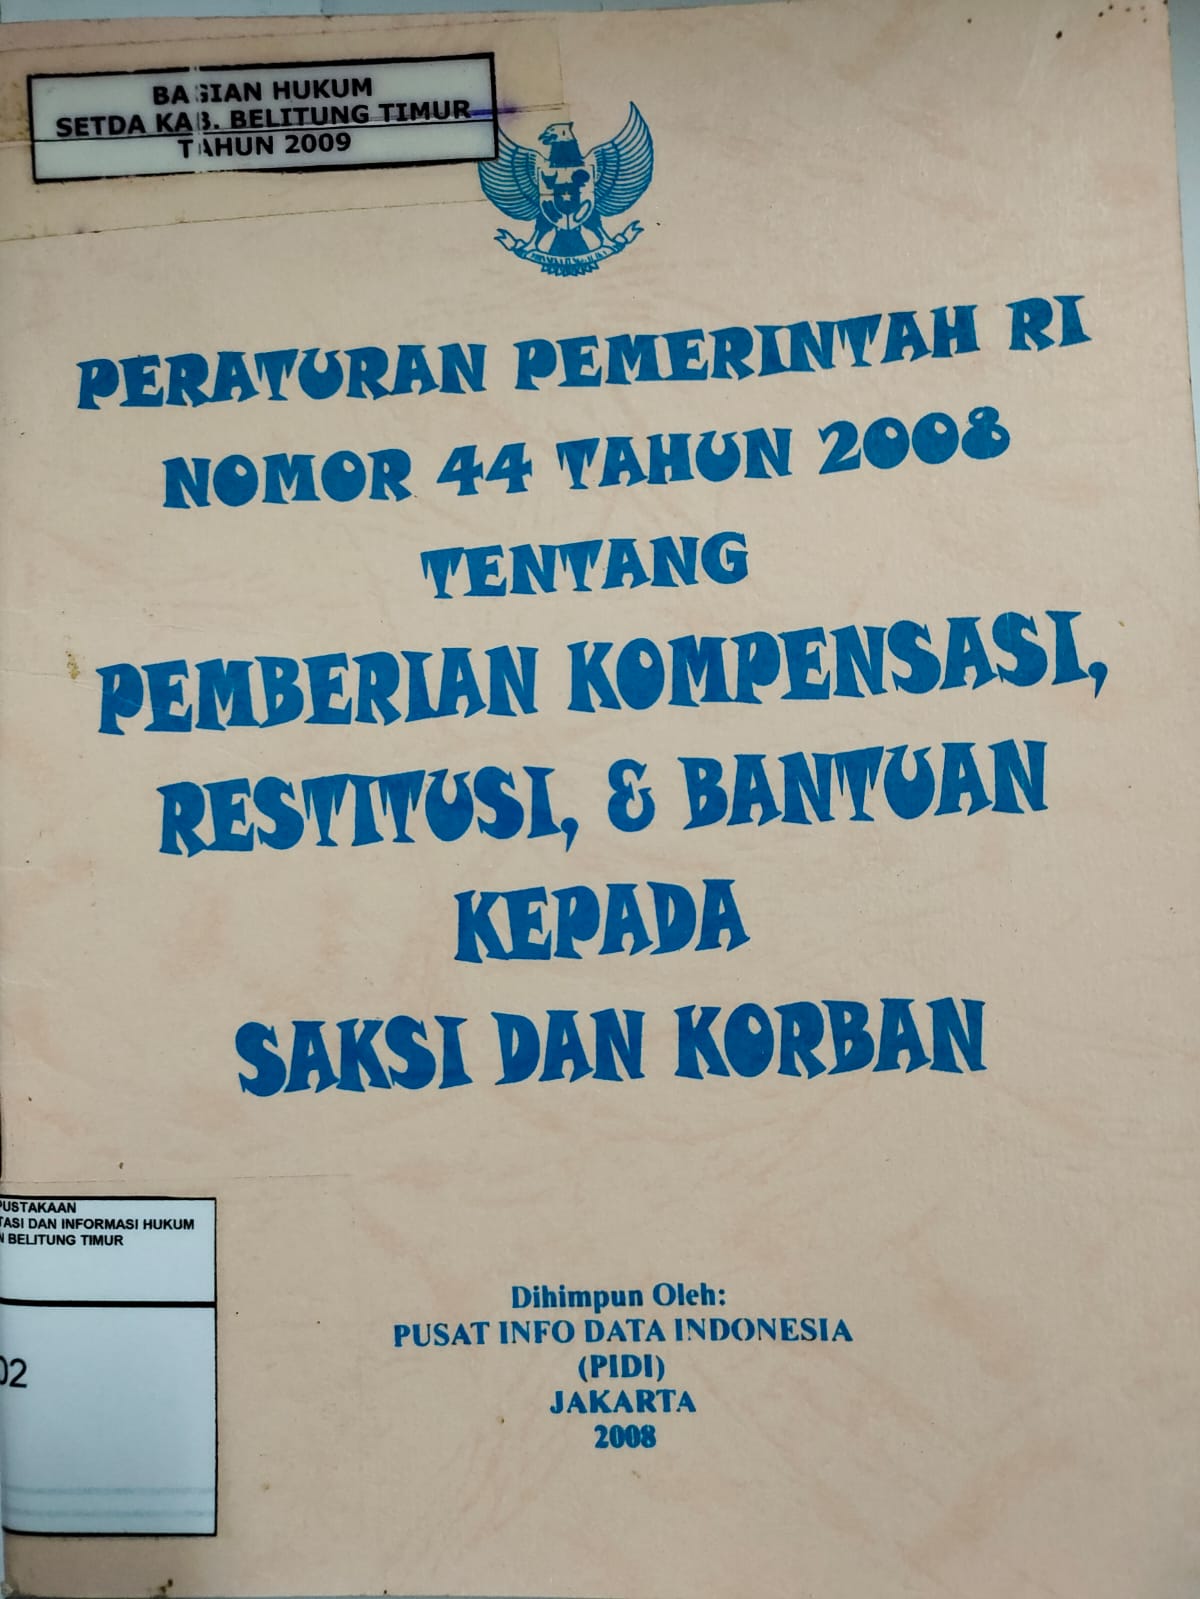 BAGIAN HUKUM
SETDA KAB. BELITUNG TIMUR
TAHUN 2009
PERATURAN PEMERINTAH RI
NOMOR 44 TAHUN 2008
TENTANG
PEMBERIAN KOMPENSASI,
RESTITUSI, & BANTUAN
KEPADA
SAKSI DAN KORBAN
PUSTAKAAN
TASI DAN INFORMASI HUKUM
N BELITUNG TIMUR
02
Dihimpun Oleh:
PUSAT INFO DATA INDONESIA
(PIDI)
JAKARTA
2008